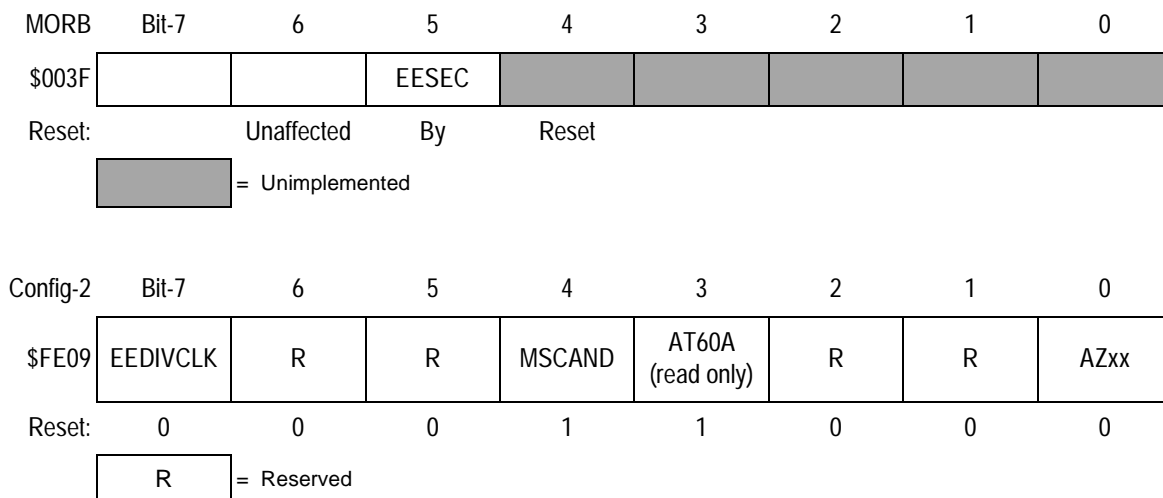 MORB Bit-7 6 5 4 3 2 1 0
$003F EESEC
Reset: Unaffected By Reset
= Unimplemented
Config-2 Bit-7 6 5 4 3 2 1 0
$FE09 EEDIVCLK R R MSCAND AT60A (read only) R R AZxx
Reset: 0 0 0 1 1 0 0 0
R = Reserved